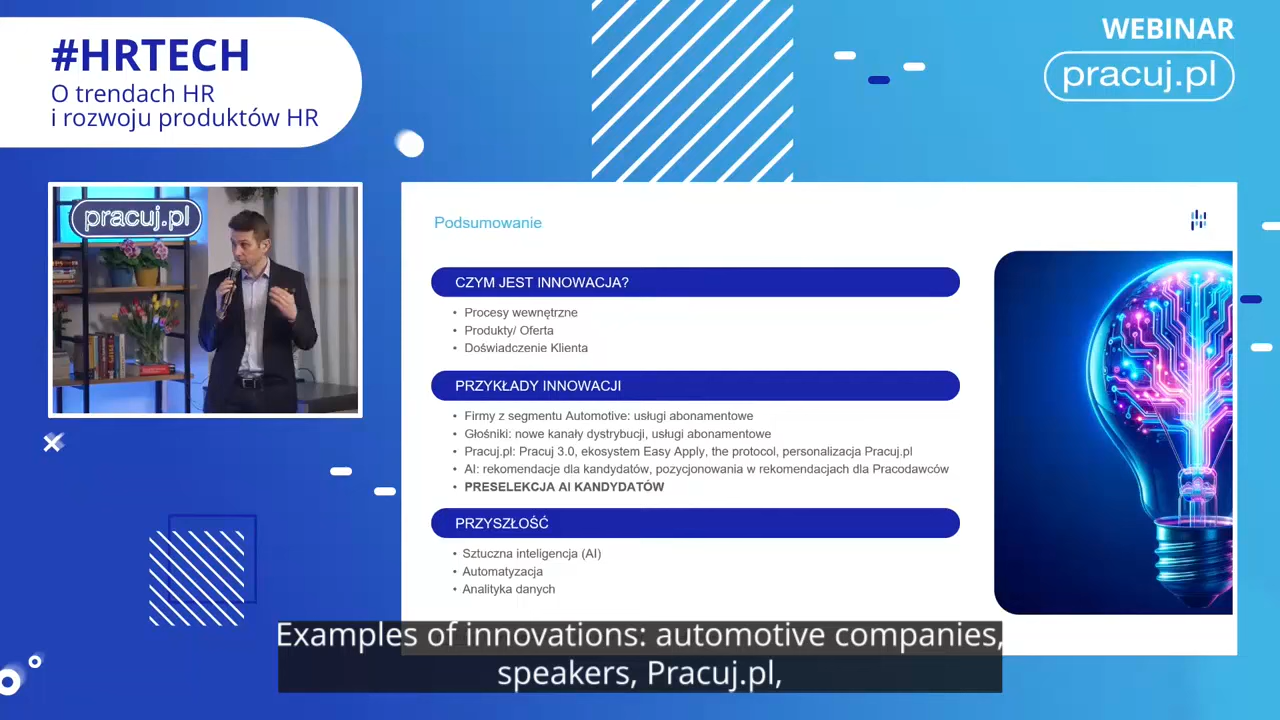 #HRTECH
O trendach HR
i rozwoju produktów HR
WEBINAR
pracuj.pl
pracuj.pl
Podsumowanie
CZYM JEST INNOWACJA?
• Procesy wewnętrzne
• Produkty/ Oferta
• Doświadczenie Klienta
PRZYKŁADY INNOWACJI
• Firmy z segmentu Automotive: usługi abonamentowe
• Głośniki: nowe kanały dystrybucji, usługi abonamentowe
• Pracuj.pl: Pracuj 3.0, ekosystem Easy Apply, the protocol, personalizacja Pracuj.pl
• AI: rekomendacje dla kandydatów, pozycjonowania w rekomendacjach dla Pracodawców
• PRESELEKCJA AI KANDYDATÓW
PRZYSZŁOŚĆ
• Sztuczna inteligencja (AI)
• Automatyzacja
• Analityka danych
Examples of innovations: automotive companies,
speakers, Pracuj.pl,